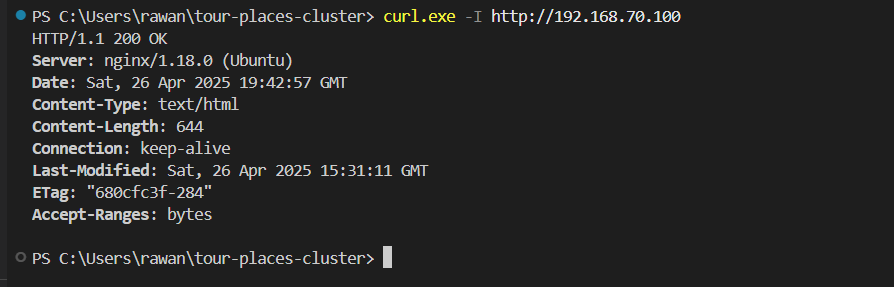 PS C:\Users\rawan\tour-places-cluster> curl.exe -I http://192.168.70.100
HTTP/1.1 200 OK
Server: nginx/1.18.0 (Ubuntu)
Date: Sat, 26 Apr 2025 19:42:57 GMT
Content-Type: text/html
Content-Length: 644
Connection: keep-alive
Last-Modified: Sat, 26 Apr 2025 15:31:11 GMT
ETag: "680cfc3f-284"
Accept-Ranges: bytes
PS C:\Users\rawan\tour-places-cluster>